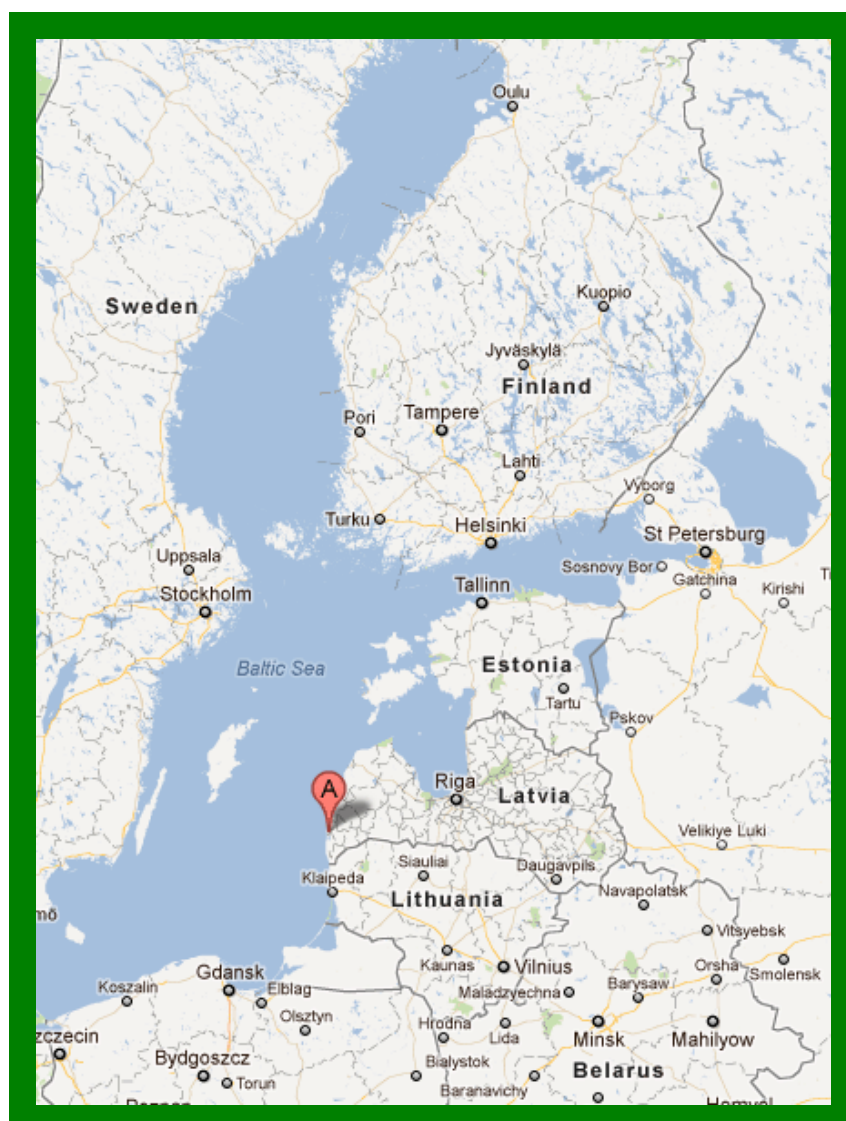 Oulu
Kuopio
Sweden
Jyväskylä
Finland
Tampere
Pori
Lahti
Vyborg
Turku
Helsinki
St Petersburg
Uppsala
Sosnovy Bor
Gatchina
Tallinn
Kirishi
Stockholm
Baltic Sea
Estonia
Tartu
Pskov
A
Riga
Latvia
Velikiye Luki
Siauliai
Daugavpils
Klaipeda
Lithuania
Navapolatsk
mö
Vitsyebsk
Kaunas
Vilnius
Orsha
Smolensk
Gdansk
Koszalin
Elblag
Maladzyechna
Barysaw
Olsztyn
Hrodna
Lida
Minsk
Mahilyow
zczecin
Bydgoszcz
Bialystok
Belarus
Torun
Baranavichy